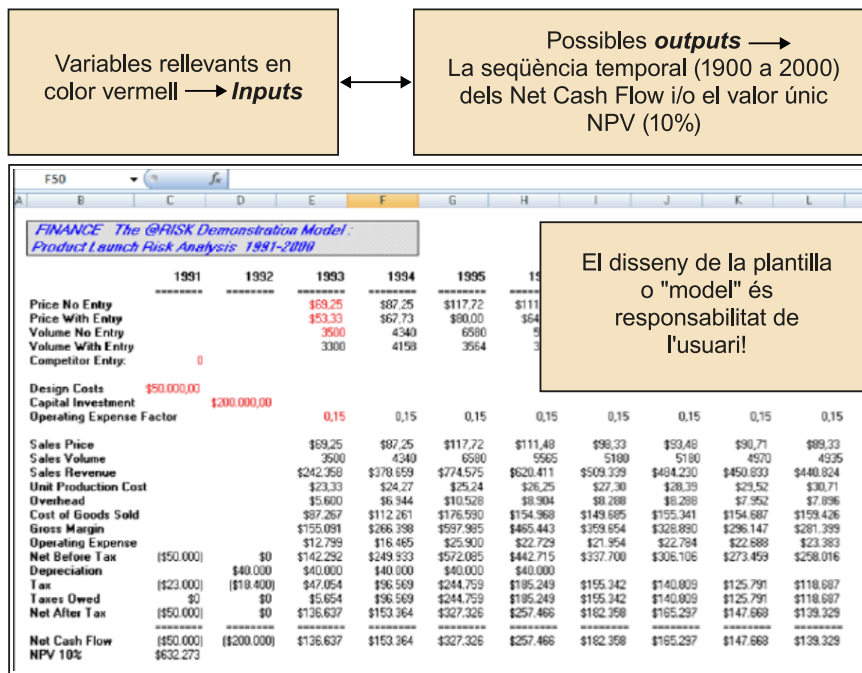 Variables rellevants en
color vermell → Inputs
Possibles outputs →
La seqüència temporal (1900 a 2000)
dels Net Cash Flow i/o el valor únic
NPV (10%)
F50 fx
A B C D E F G H I J K L
FINANCE The @RISK Demonstration Model :
Product Launch Risk Analysis 1991-2000
El disseny de la plantilla
o "model" és
responsabilitat de
l'usuari!
1991 1992 1993 1994 1995
======== ======== ======== ======== ========
Price No Entry $69,25 $87,25 $117,72
Price With Entry $53,33 $67,73 $80,00
Volume No Entry 3500 4340 6580
Volume With Entry 3300 4158 3564
Competitor Entry: 0
Design Costs $50.000,00
Capital Investment $200.000,00
Operating Expense Factor 0,15 0,15 0,15 0,15 0,15 0,15 0,15 0,15
Sales Price $69,25 $87,25 $117,72 $111,48 $98,33 $93,48 $90,71 $89,33
Sales Volume 3500 4340 6580 5565 5180 5180 4970 4935
Sales Revenue $242.358 $378.659 $774.575 $620.411 $509.339 $484.230 $450.833 $440.824
Unit Production Cost $23,33 $24,27 $25,24 $26,25 $27,30 $28,39 $29,52 $30,71
Overhead $5.600 $6.944 $10.528 $8.904 $8.288 $8.288 $7.952 $7.896
Cost of Goods Sold $87.267 $112.261 $176.590 $154.968 $149.685 $155.341 $154.687 $159.426
Gross Margin $155.091 $266.398 $597.985 $465.443 $359.654 $328.890 $296.147 $281.399
Operating Expense $12.799 $16.465 $25.900 $22.729 $21.954 $22.784 $22.688 $23.383
Net Before Tax ($50.000) $0 $142.292 $249.933 $572.085 $442.715 $337.700 $306.106 $273.459 $258.016
Depreciation $40.000 $40.000 $40.000 $40.000 $40.000
Tax ($23.000) ($18.400) $47.054 $96.569 $244.759 $185.249 $155.342 $140.809 $125.791 $118.687
Taxes Owed $0 $0 $5.654 $96.569 $244.759 $185.249 $155.342 $140.809 $125.791 $118.687
Net After Tax ($50.000) $0 $136.637 $153.364 $327.326 $257.466 $182.358 $165.297 $147.668 $139.329
======== ======== ======== ======== ======== ======== ======== ======== ======== ========
Net Cash Flow ($50.000) ($200.000) $136.637 $153.364 $327.326 $257.466 $182.358 $165.297 $147.668 $139.329
NPV 10% $632.273